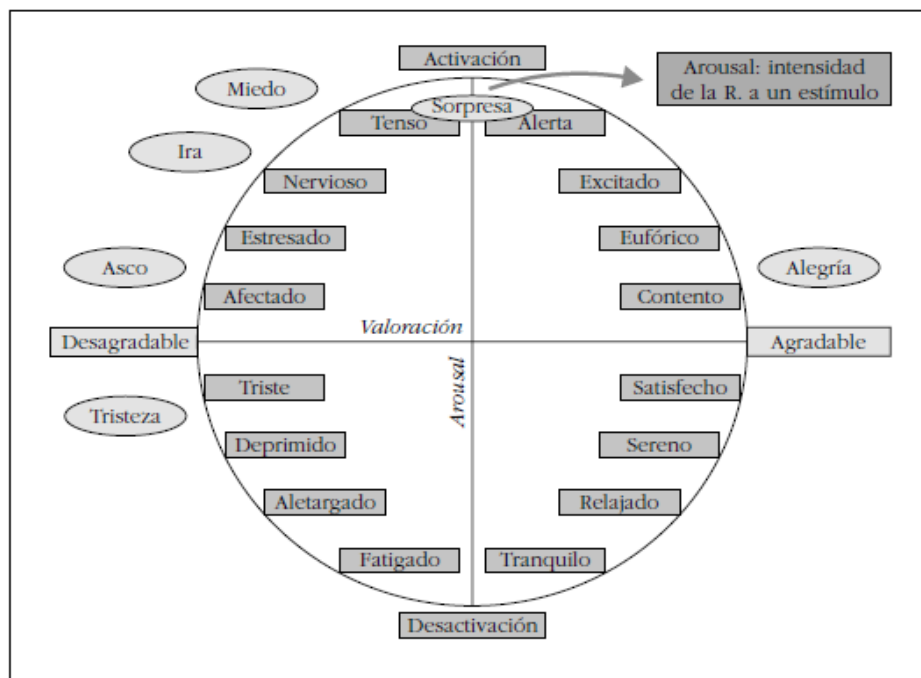 Activación
Arousal: intensidad
de la R. a un estímulo
Miedo
Sorpresa
Tenso
Alerta
Ira
Nervioso
Excitado
Estresado
Eufórico
Asco
Alegría
Afectado
Contento
Valoración
Desagradable
Agradable
Arousal
Triste
Satisfecho
Tristeza
Deprimido
Sereno
Aletargado
Relajado
Fatigado
Tranquilo
Desactivación